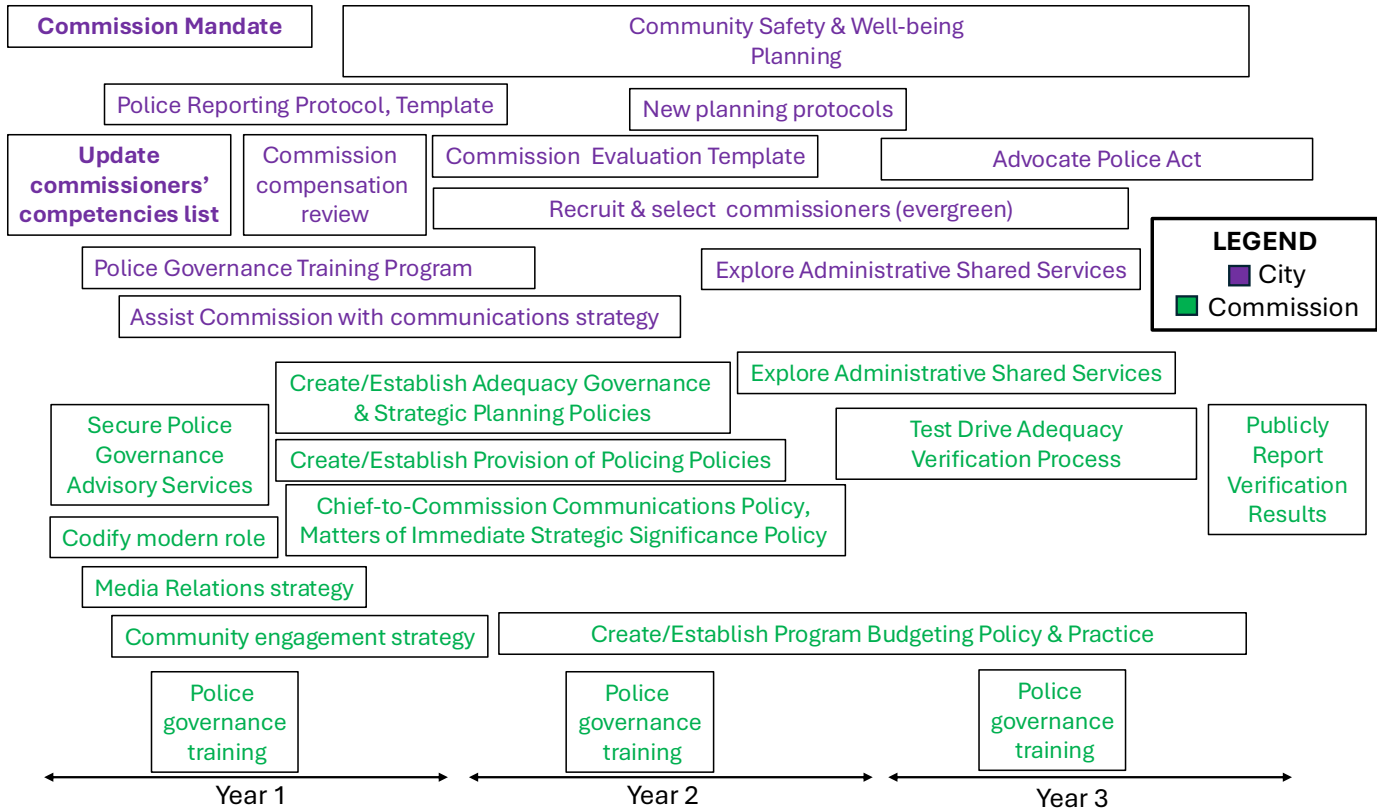 Commission Mandate
Community Safety & Well-being
Planning
Police Reporting Protocol, Template
New planning protocols
Update
commissioners'
competencies list
Commission
compensation
review
Commission Evaluation Template
Advocate Police Act
Recruit & select commissioners (evergreen)
LEGEND
City
Commission
Police Governance Training Program
Explore Administrative Shared Services
Assist Commission with communications strategy
Create/Establish Adequacy Governance
& Strategic Planning Policies
Explore Administrative Shared Services
Secure Police
Governance
Advisory Services
Create/Establish Provision of Policing Policies
Test Drive Adequacy
Verification Process
Publicly
Report
Verification
Results
Chief-to-Commission Communications Policy,
Matters of Immediate Strategic Significance Policy
Codify modern role
Media Relations strategy
Community engagement strategy
Create/Establish Program Budgeting Policy & Practice
Police
governance
training
Police
governance
training
Police
governance
training
Year 1
Year 2
Year 3